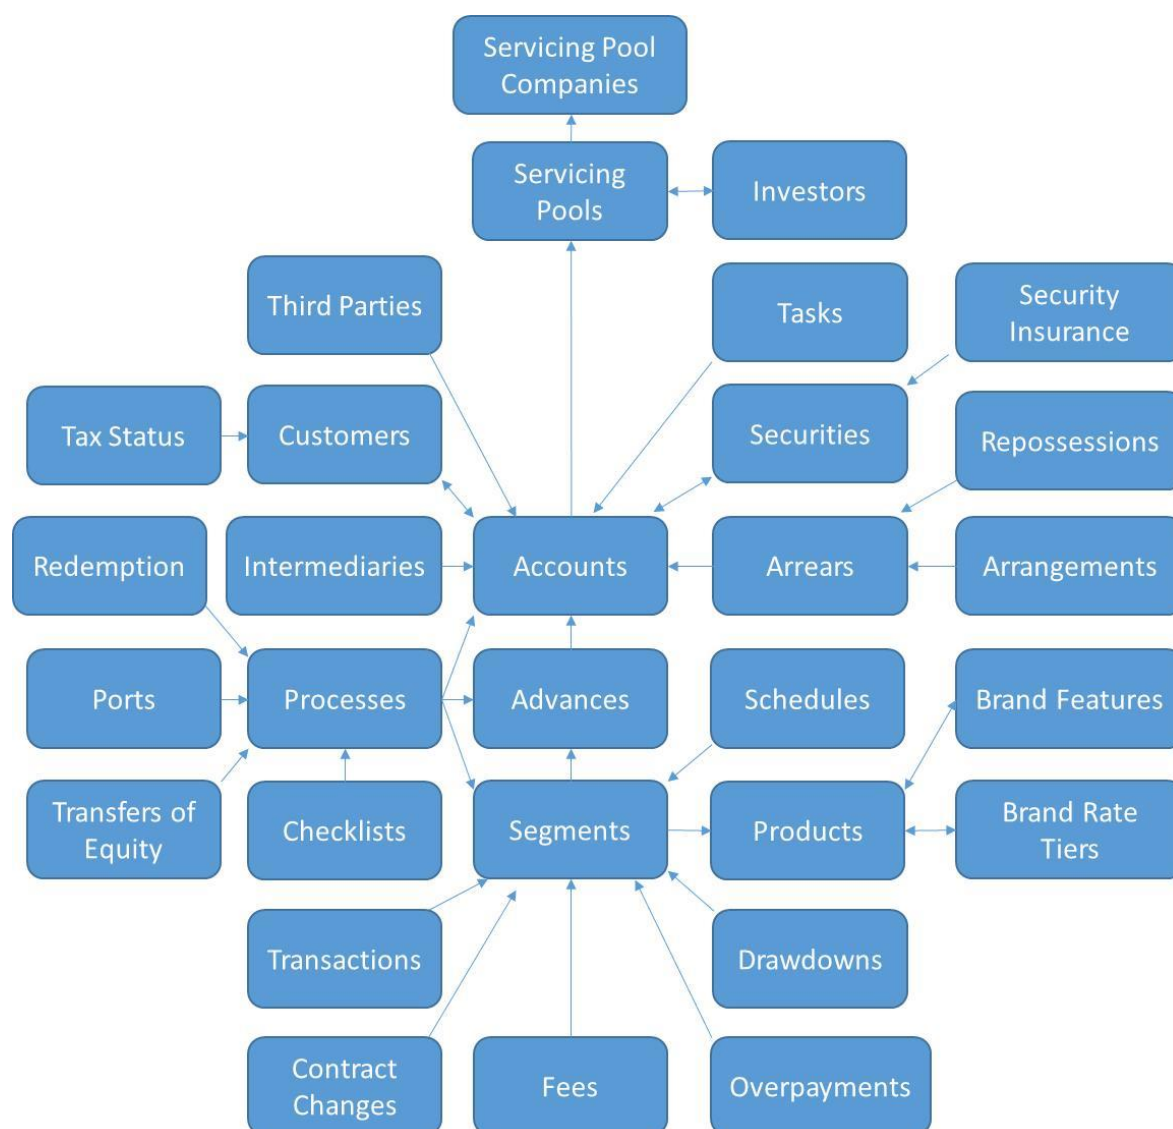 Servicing Pool
Companies
Servicing
Pools
Investors
Third Parties
Tasks
Security
Insurance
Tax Status
Customers
Securities
Repossessions
Redemption
Intermediaries
Accounts
Arrears
Arrangements
Ports
Processes
Advances
Schedules
Brand Features
Transfers of
Equity
Checklists
Segments
Products
Brand Rate
Tiers
Transactions
Drawdowns
Contract
Changes
Fees
Overpayments